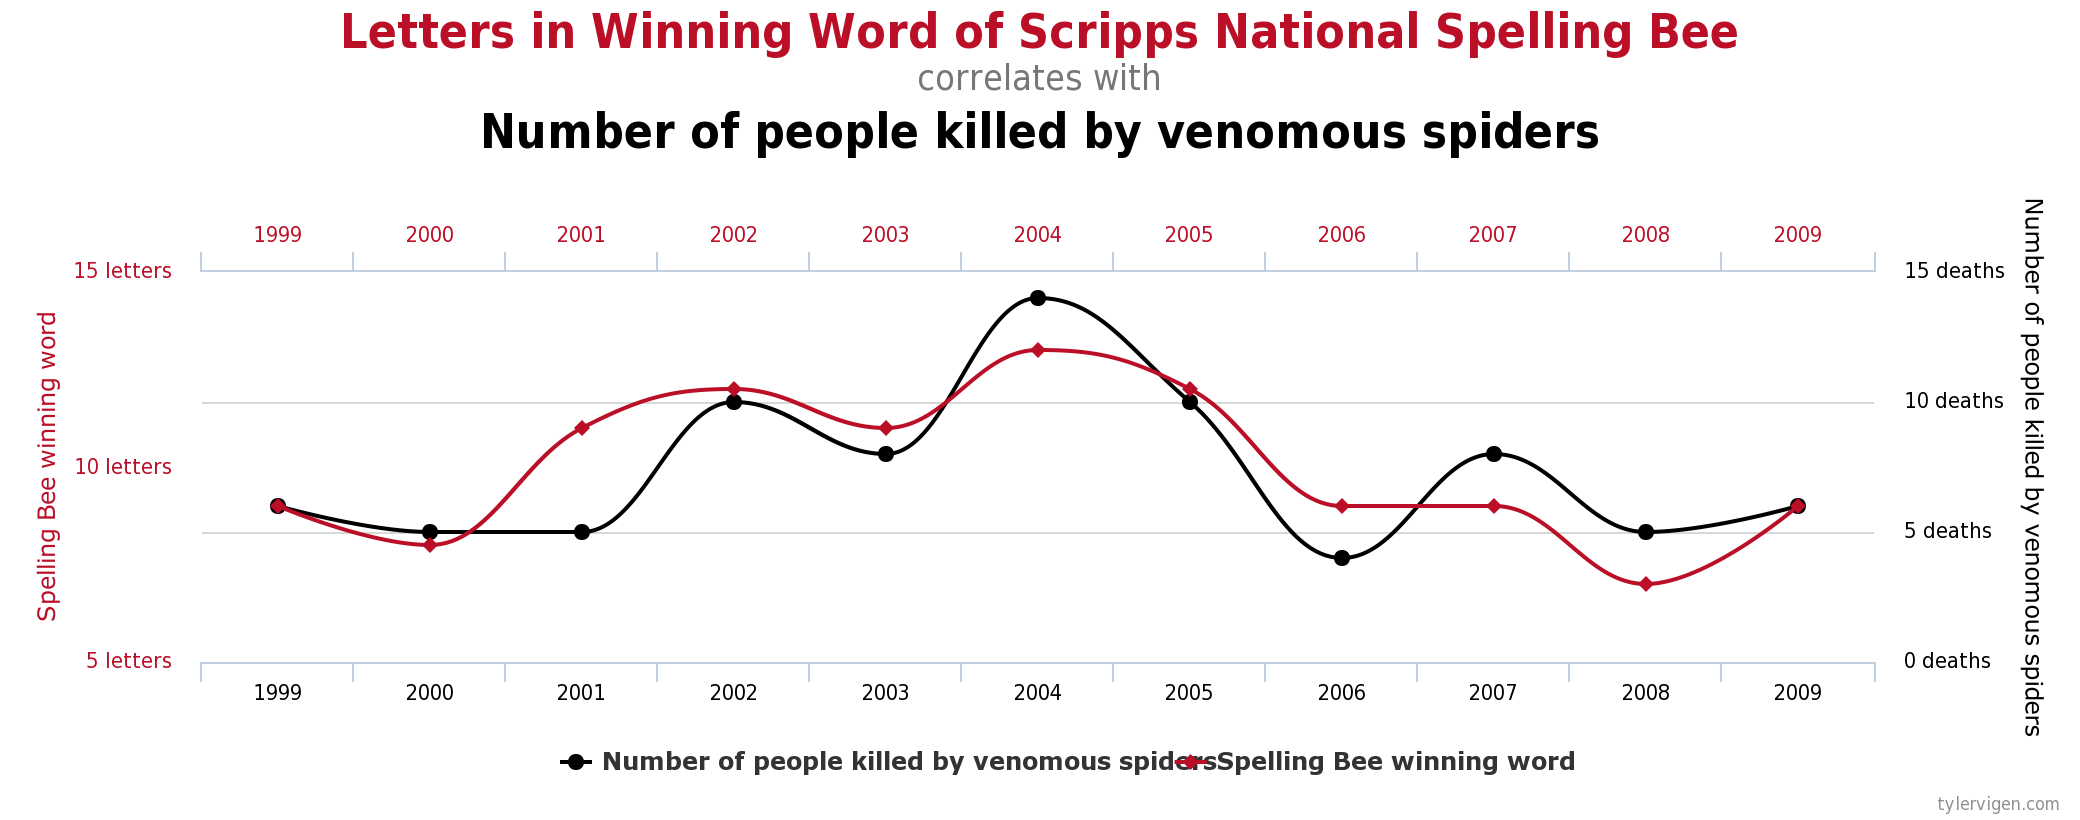 Letters in Winning Word of Scripps National Spelling Bee
correlates with
Number of people killed by venomous spiders
1999 2000 2001 2002 2003 2004 2005 2006 2007 2008 2009
15 letters
10 letters
5 letters
Spelling Bee winning word
15 deaths
10 deaths
5 deaths
0 deaths
Number of people killed by venomous spiders
1999 2000 2001 2002 2003 2004 2005 2006 2007 2008 2009
Number of people killed by venomous spiders Spelling Bee winning word
tylervigen.com